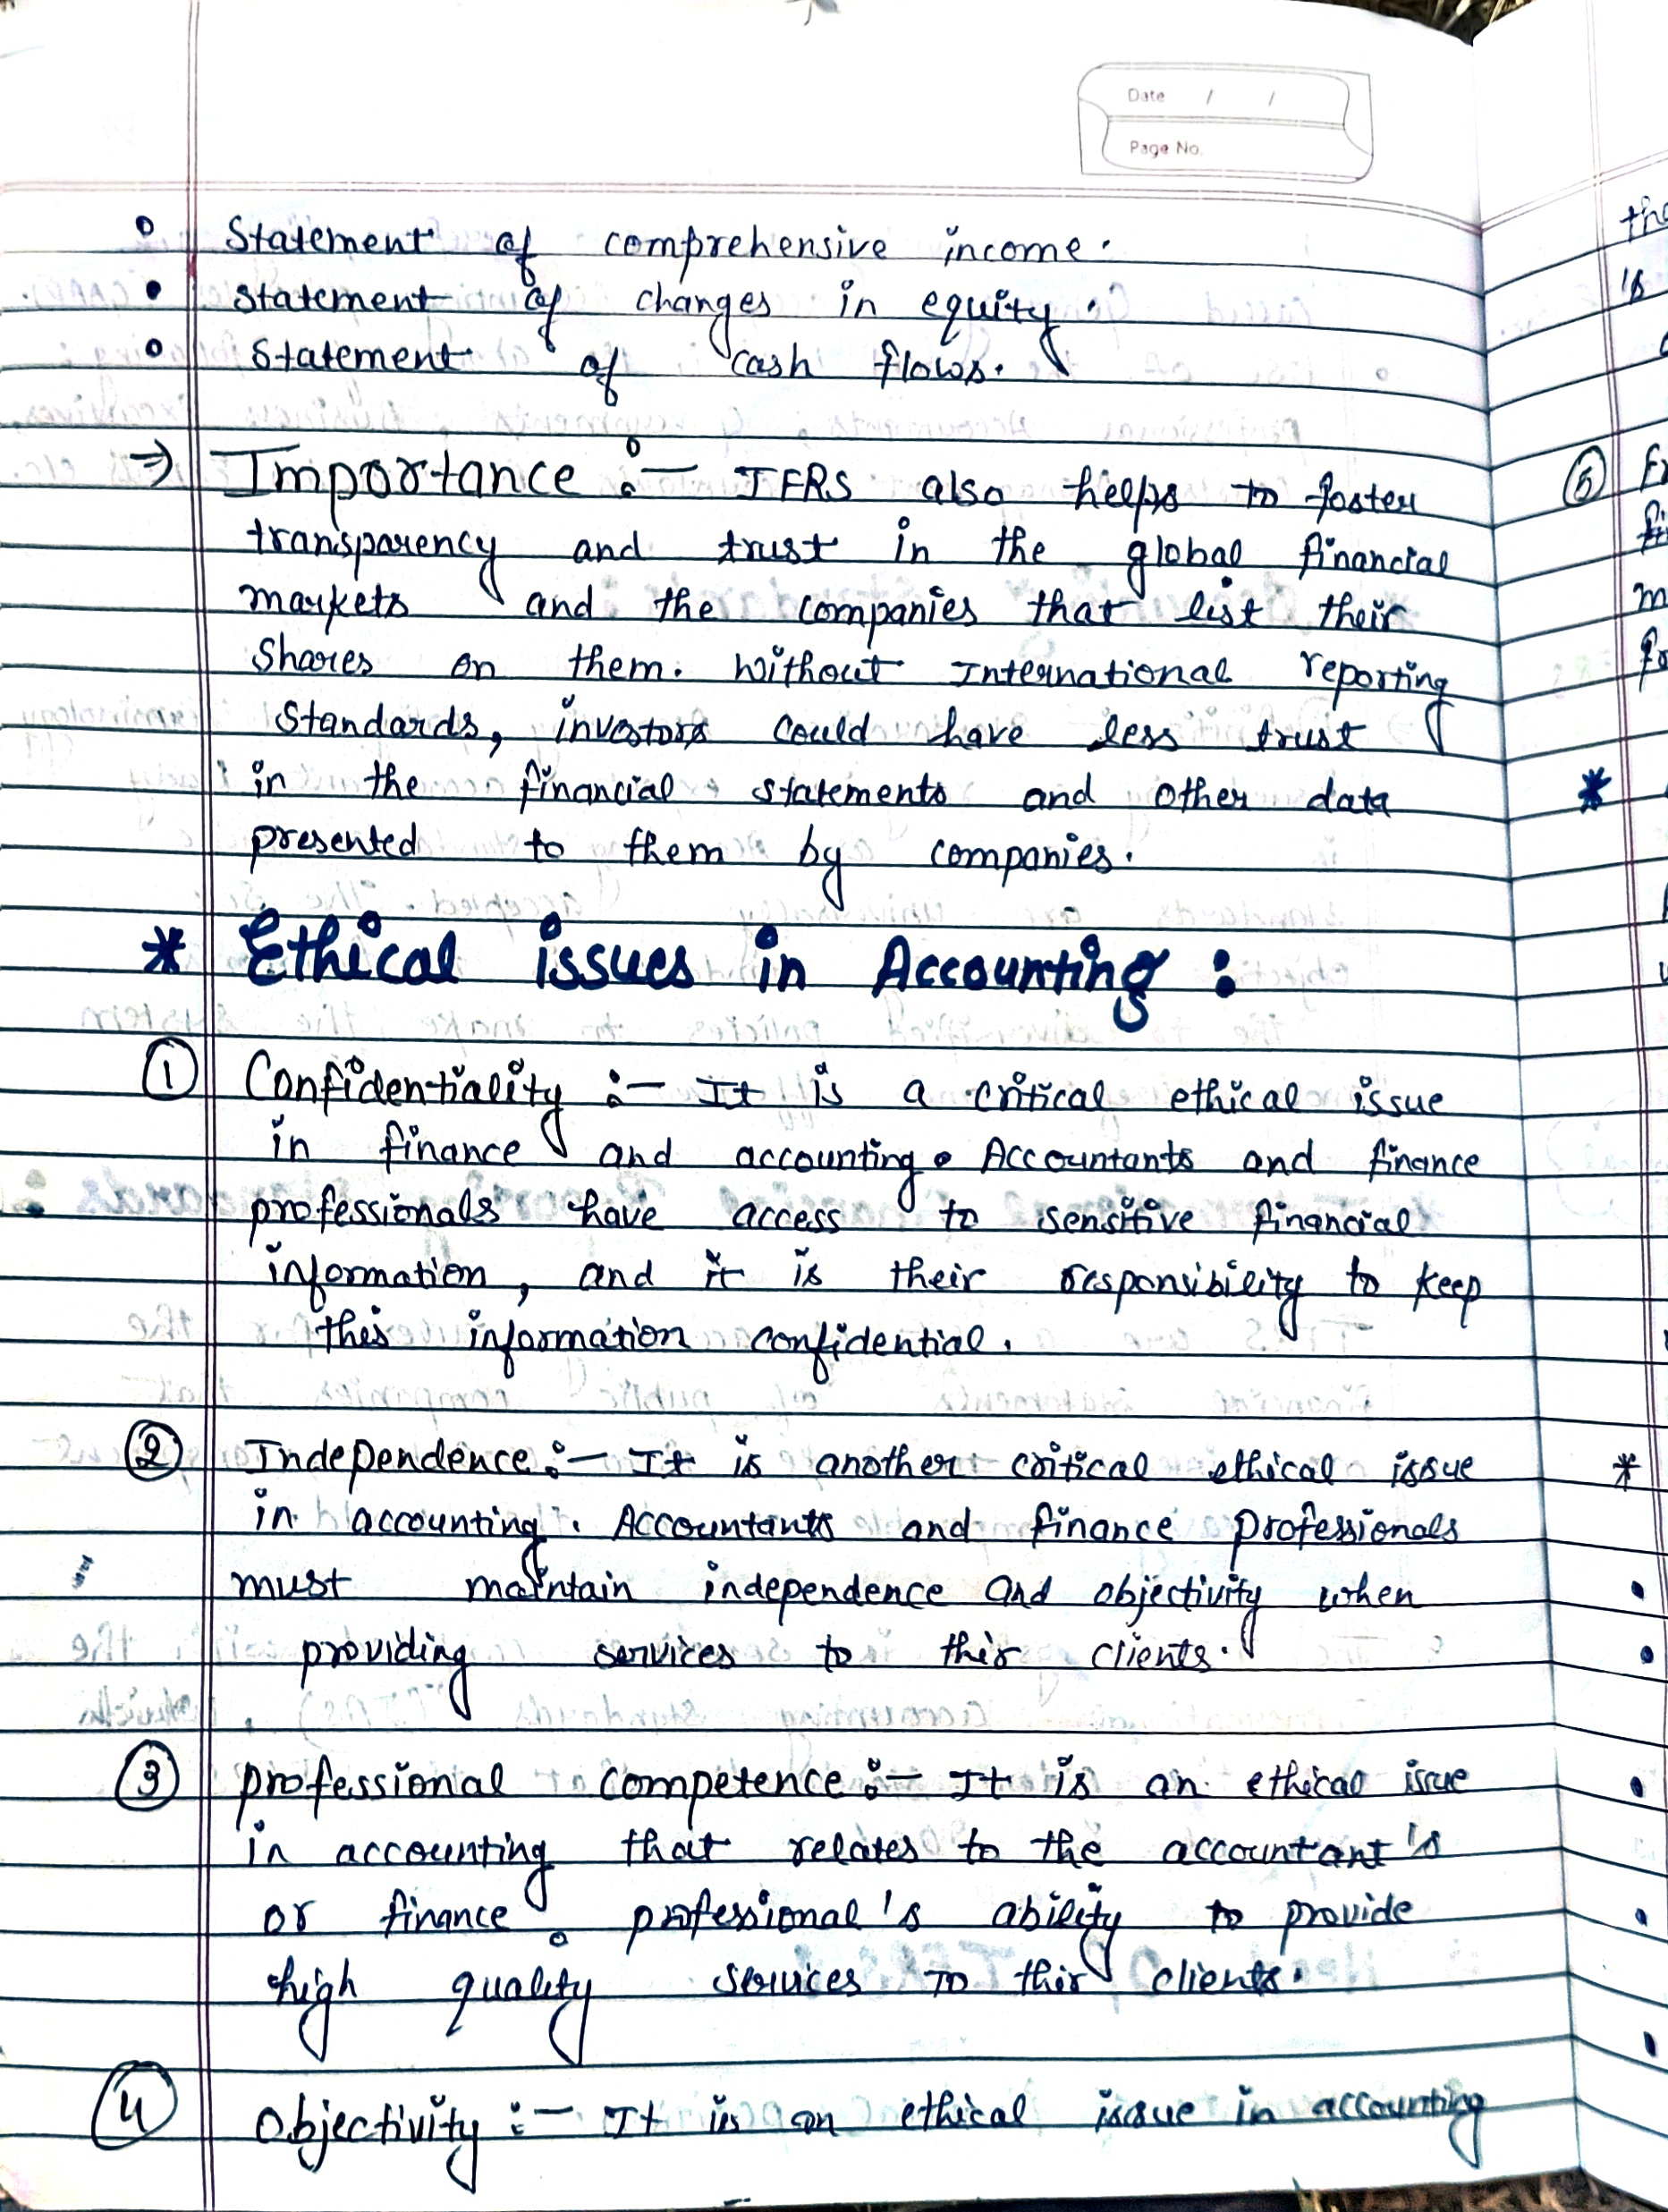 Date / /
Page No.
• Statement of comprehensive income.
• Statement of changes in equity.
• Statement of cash flows.
⇒ Importance :- IFRS also helps to foster
transparency and trust in the global financial
markets and the companies that list their
Shares on them. Without International reporting
Standards, investors could have less trust
in the financial statements and other data
presented to them by companies.
* Ethical issues in Accounting :
① Confidentiality :- It is a critical ethical issue
in finance and accounting. Accountants and finance
professionals have access to sensitive financial
information, and it is their responsibility to keep
this information confidential.
② Independence :- It is another critical ethical issue
in accounting. Accountants and finance professionals
must maintain independence and objectivity when
providing services to their clients.
③ professional competence :- It is an ethical issue
in accounting that relates to the accountant's
or finance professional's ability to provide
high quality services To their clients.
④ Objectivity :- It is an ethical issue in accounting
the
is
⑤
*
*